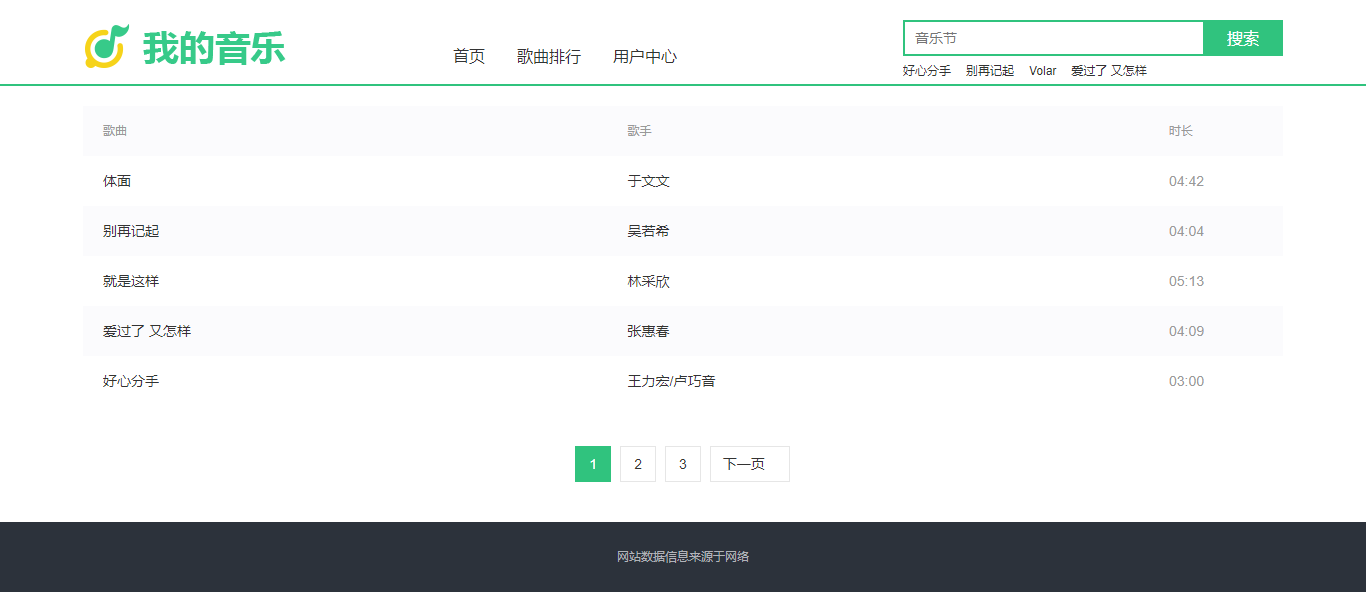 我的音乐
首页 歌曲排行 用户中心
音乐节 搜索
好心分手 别再记起 Volar 爱过了 又怎样
歌曲 歌手 时长
体面 于文文 04:42
别再记起 吴若希 04:04
就是这样 林采欣 05:13
爱过了 又怎样 张惠春 04:09
好心分手 王力宏/卢巧音 03:00
1 2 3 下一页
网站数据信息来源于网络